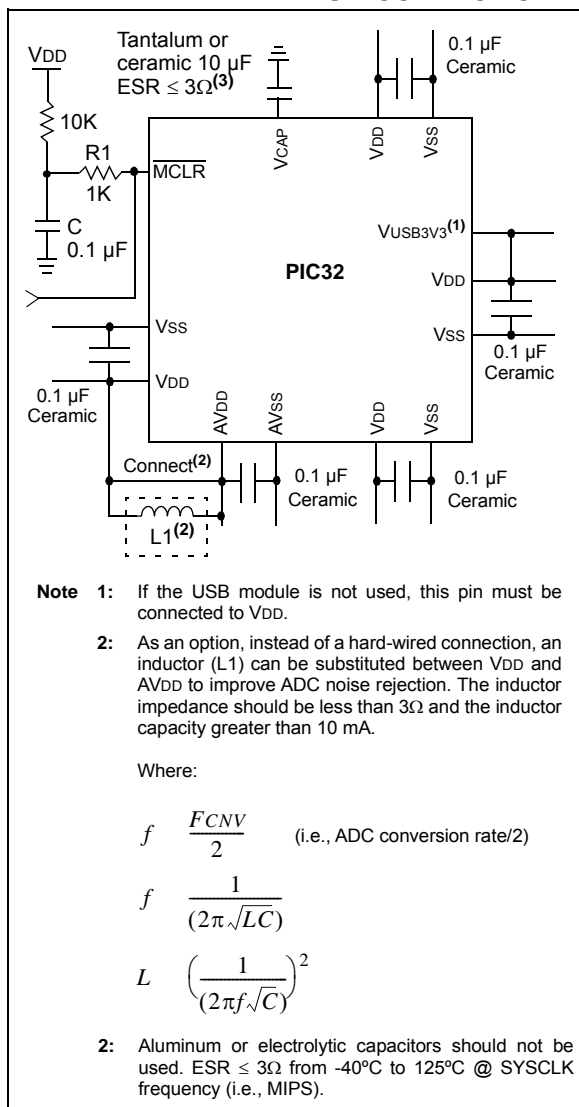 VDD
Tantalum or
ceramic 10 µF
ESR ≤ 3Ω(3)
0.1 µF
Ceramic
10K
R1
1K
MCLR
VCAP
VDD
VSS
C
0.1 µF
VUSB3V3(1)
PIC32
VDD
VSS
VSS
VDD
0.1 µF
Ceramic
0.1 µF
Ceramic
AVDD
AVSS
VDD
VSS
Connect(2)
0.1 µF
Ceramic
0.1 µF
Ceramic
L1(2)
Note 1: If the USB module is not used, this pin must be
connected to VDD.
2: As an option, instead of a hard-wired connection, an
inductor (L1) can be substituted between VDD and
AVDD to improve ADC noise rejection. The inductor
impedance should be less than 3Ω and the inductor
capacity greater than 10 mA.
Where:
f FCNV/2 (i.e., ADC conversion rate/2)
f 1/(2π√LC)
L (1/(2πf√C))2
2: Aluminum or electrolytic capacitors should not be
used. ESR ≤ 3Ω from -40ºC to 125ºC @ SYSCLK
frequency (i.e., MIPS).